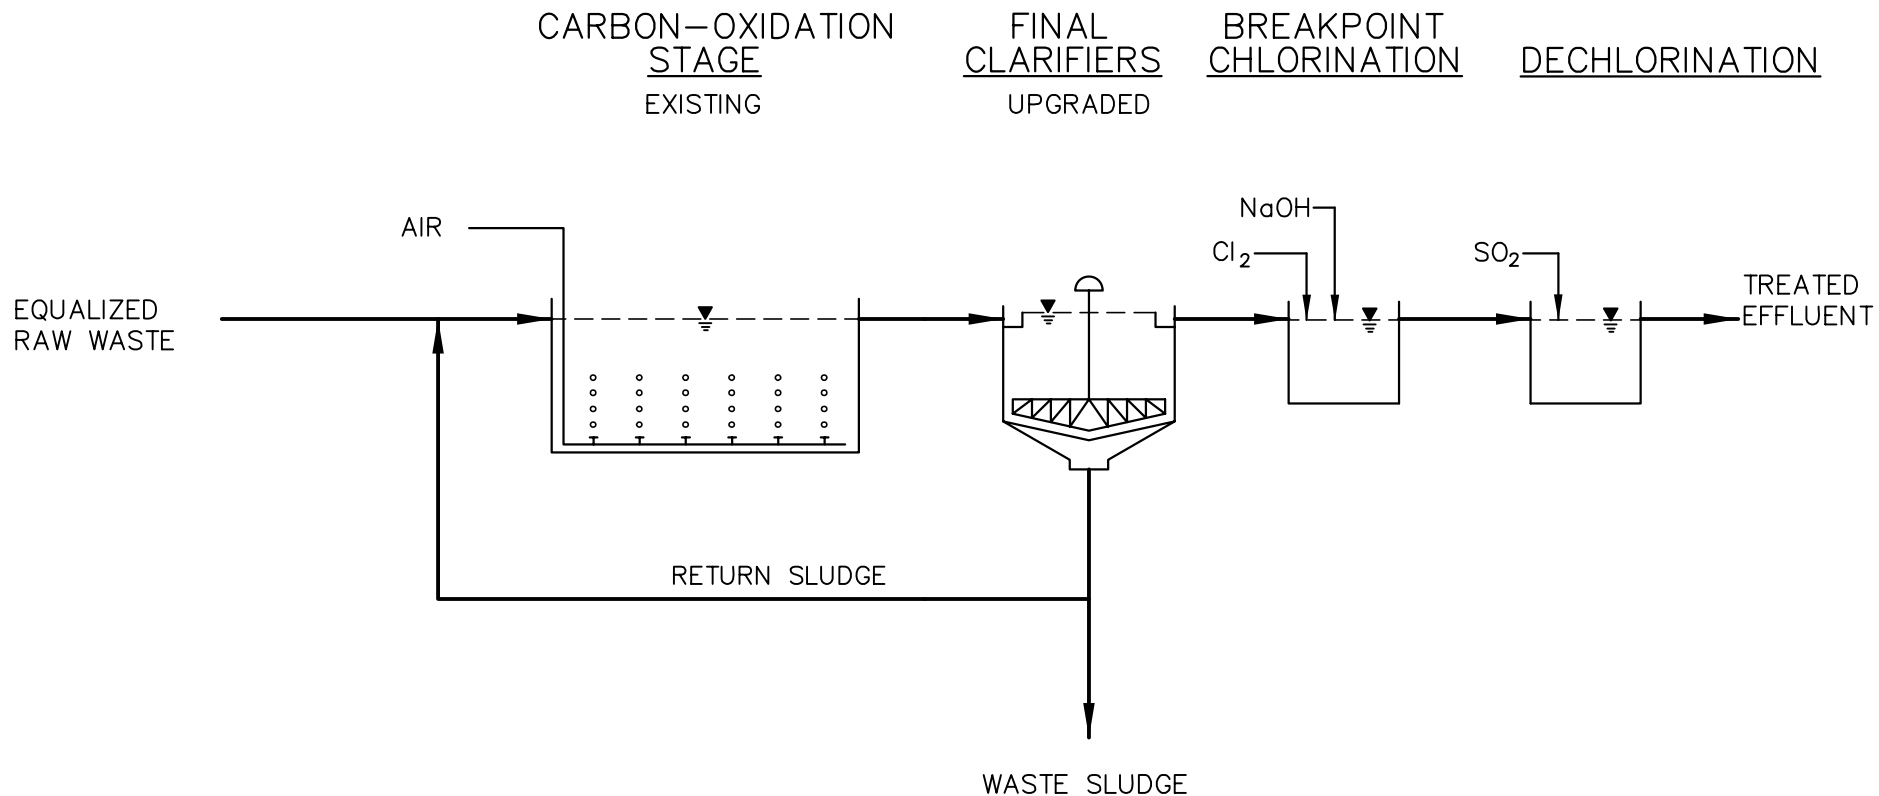 CARBON-OXIDATION
STAGE
EXISTING
FINAL
CLARIFIERS
UPGRADED
BREAKPOINT
CHLORINATION
DECHLORINATION
AIR
NaOH
Cl₂
SO₂
EQUALIZED
RAW WASTE
TREATED
EFFLUENT
RETURN SLUDGE
WASTE SLUDGE